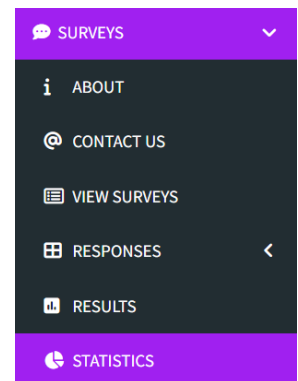 SURVEYS
ABOUT
CONTACT US
VIEW SURVEYS
RESPONSES
RESULTS
STATISTICS